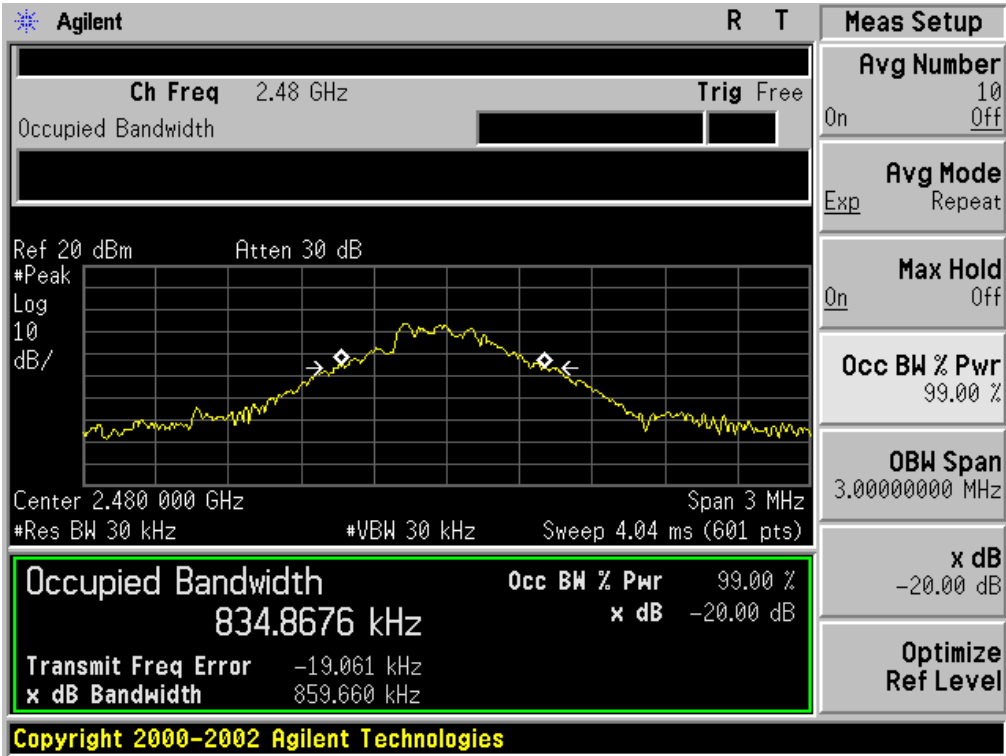 Agilent R T
Ch Freq 2.48 GHz Trig Free
Occupied Bandwidth
Ref 20 dBm Atten 30 dB
#Peak
Log
10
dB/
Center 2.480 000 GHz Span 3 MHz
#Res BW 30 kHz #VBW 30 kHz Sweep 4.04 ms (601 pts)
Occupied Bandwidth
834.8676 kHz
Occ BW % Pwr 99.00 %
x dB -20.00 dB
Transmit Freq Error -19.061 kHz
x dB Bandwidth 859.660 kHz
Copyright 2000-2002 Agilent Technologies
Meas Setup
Avg Number
10
On Off
Avg Mode
Exp Repeat
Max Hold
On Off
Occ BW % Pwr
99.00 %
OBW Span
3.00000000 MHz
x dB
-20.00 dB
Optimize
Ref Level